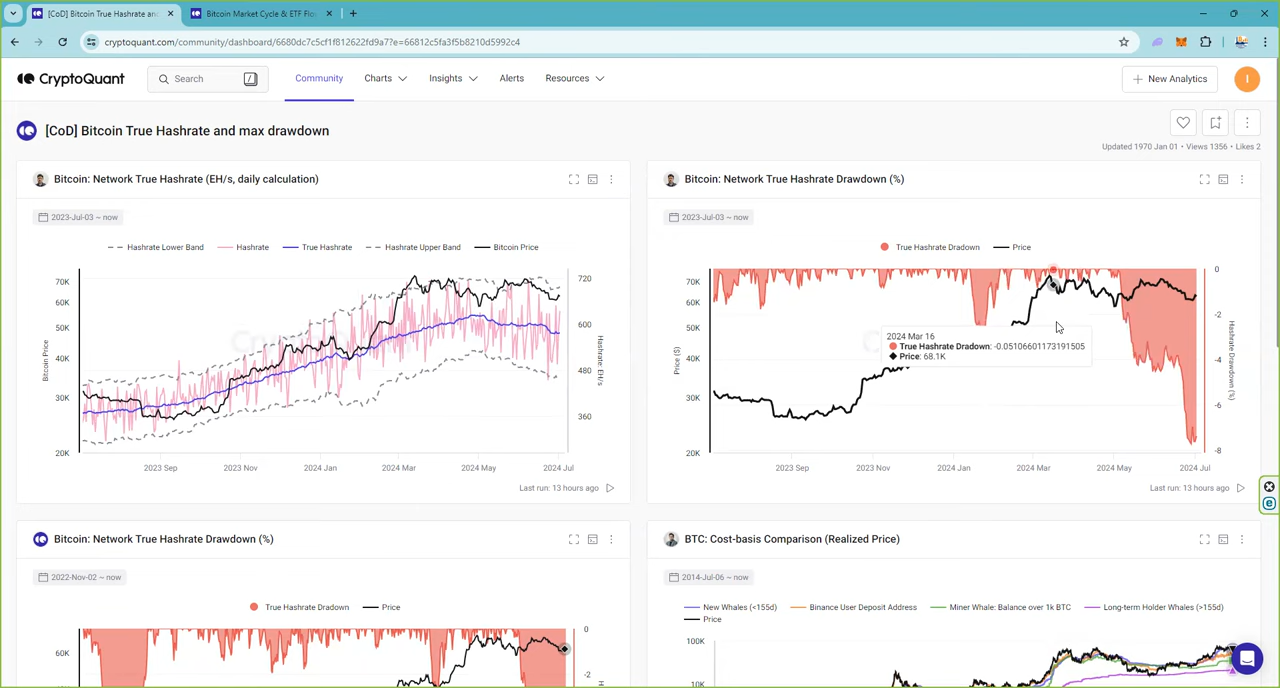 [CoD] Bitcoin True Hashrate an
Bitcoin Market Cycle & ETF Flo
cryptoquant.com/community/dashboard/6680dc7c5cf1f812622fd9a7?e=66812c5fa3f5b8210d5992c4
CryptoQuant
Search
/
Community
Charts
Insights
Alerts
Resources
New Analytics
I
[CoD] Bitcoin True Hashrate and max drawdown
Updated 1970 Jan 01 • Views 1356 • Likes 2
Bitcoin: Network True Hashrate (EH/s, daily calculation)
2023-Jul-03 ~ now
Hashrate Lower Band
Hashrate
True Hashrate
Hashrate Upper Band
Bitcoin Price
70K
60K
50K
40K
30K
20K
Bitcoin Price
720
600
480
360
Hashrate: EH/s
2023 Sep
2023 Nov
2024 Jan
2024 Mar
2024 May
2024 Jul
Last run: 13 hours ago
Bitcoin: Network True Hashrate Drawdown (%)
2023-Jul-03 ~ now
True Hashrate Dradown
Price
70K
60K
50K
40K
30K
20K
Price ($)
0
-2
-4
-6
-8
Hashrate Drawdown (%)
2024 Mar 16
True Hashrate Dradown: -0.05106601173191505
Price: 68.1K
2023 Sep
2023 Nov
2024 Jan
2024 Mar
2024 May
2024 Jul
Last run: 13 hours ago
Bitcoin: Network True Hashrate Drawdown (%)
2022-Nov-02 ~ now
True Hashrate Dradown
Price
60K
0
-2
BTC: Cost-basis Comparison (Realized Price)
2014-Jul-06 ~ now
New Whales (<155d)
Binance User Deposit Address
Miner Whale: Balance over 1k BTC
Long-term Holder Whales (>155d)
Price
100K
10K